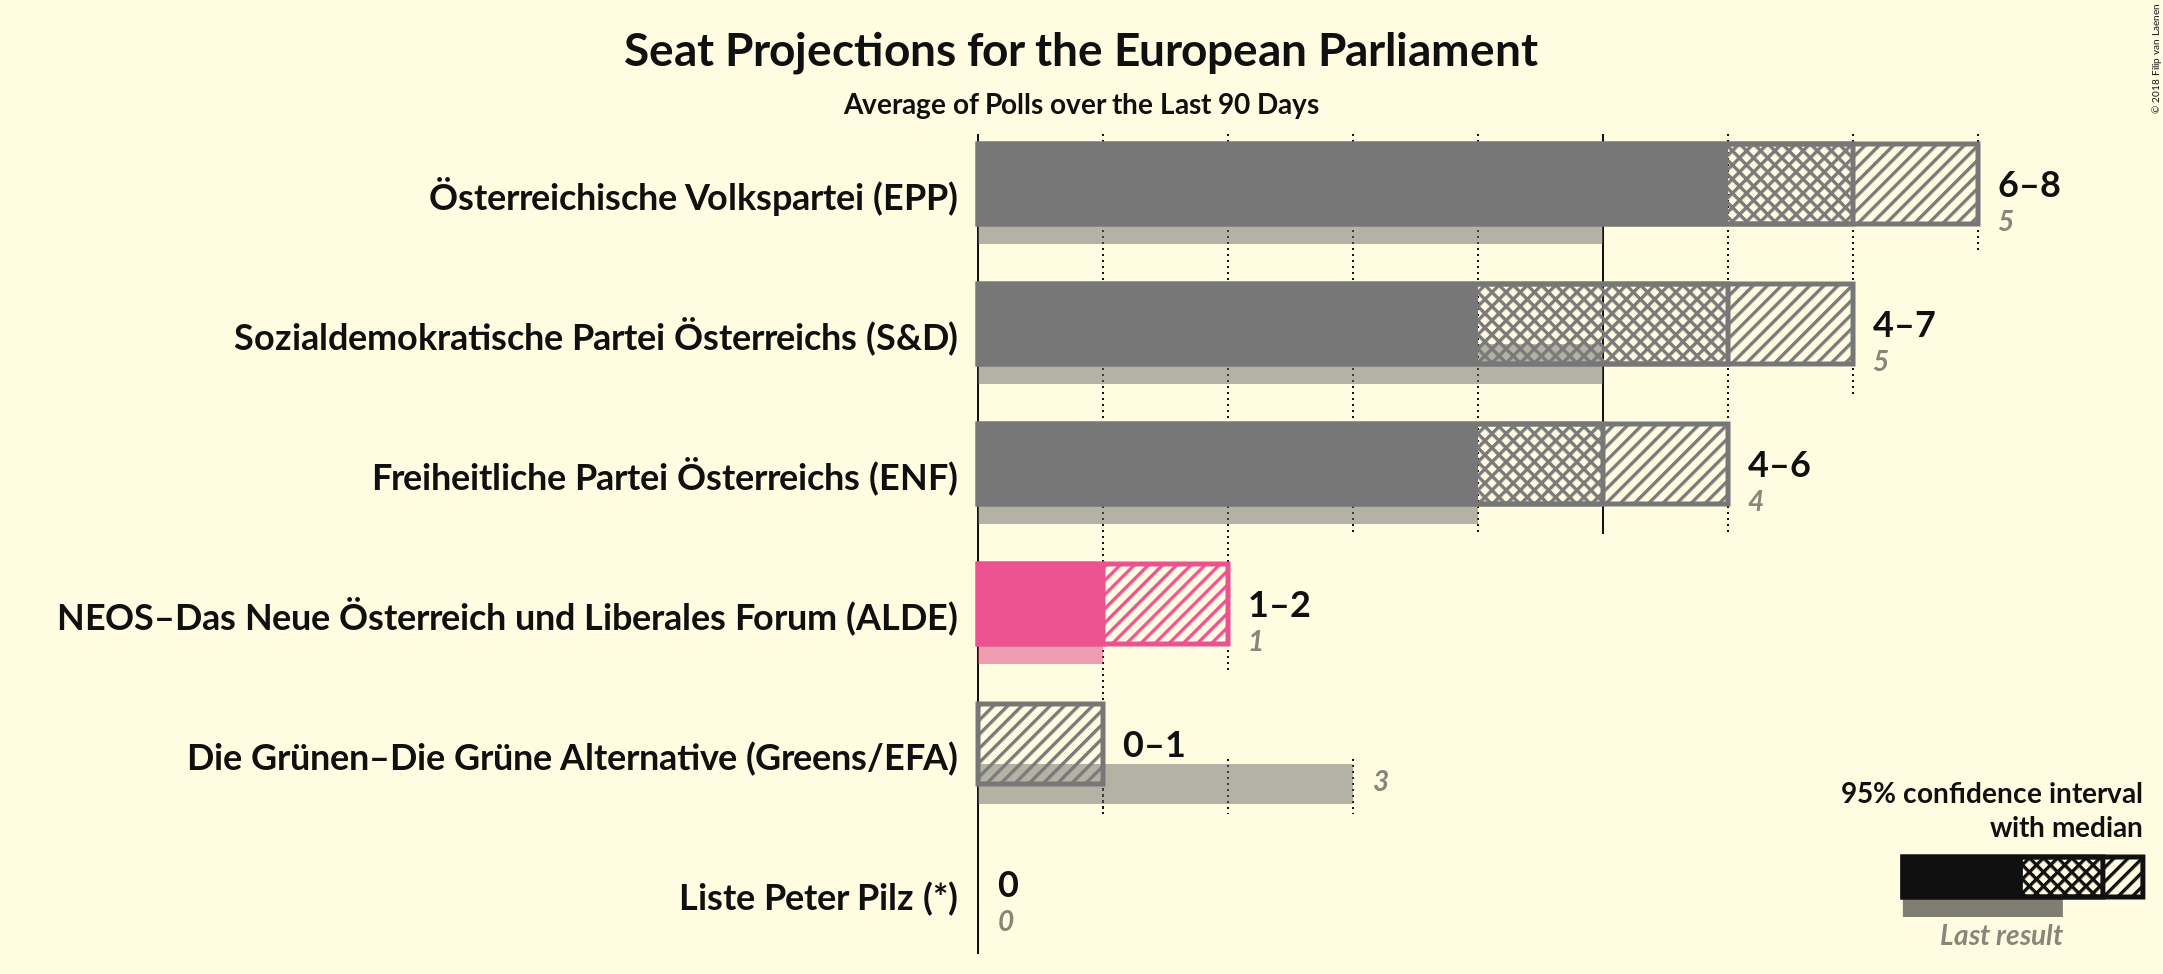 Seat Projections for the European Parliament
Average of Polls over the Last 90 Days
© 2018 Filip van Laenen
Österreichische Volkspartei (EPP)
6–8
5
Sozialdemokratische Partei Österreichs (S&D)
4–7
5
Freiheitliche Partei Österreichs (ENF)
4–6
4
NEOS–Das Neue Österreich und Liberales Forum (ALDE)
1–2
1
Die Grünen–Die Grüne Alternative (Greens/EFA)
0–1
3
Liste Peter Pilz (*)
0
0
95% confidence interval
with median
Last result